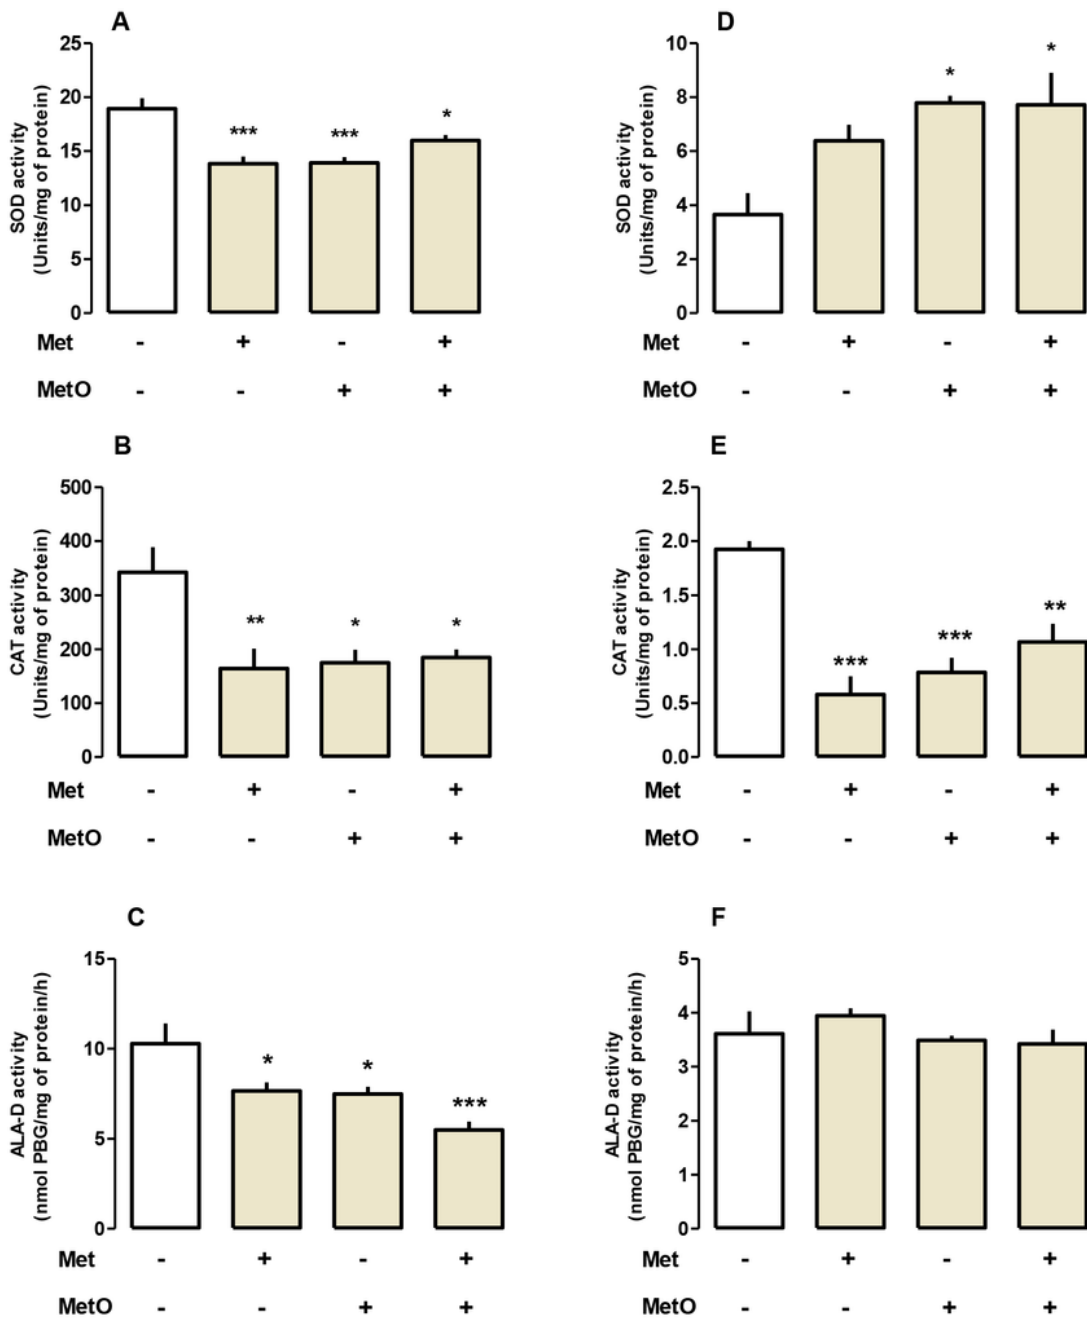 A
SOD activity
(Units/mg of protein)
25
20
15
10
5
0
***
***
*
Met - + - +
MetO - - + +
D
SOD activity
(Units/mg of protein)
10
8
6
4
2
0
*
*
Met - + - +
MetO - - + +
B
CAT activity
(Units/mg of protein)
500
400
300
200
100
0
**
*
*
Met - + - +
MetO - - + +
E
CAT activity
(Units/mg of protein)
2.5
2.0
1.5
1.0
0.5
0.0
***
***
**
Met - + - +
MetO - - + +
C
ALA-D activity
(nmol PBG/mg of protein/h)
15
10
5
0
*
*
***
Met - + - +
MetO - - + +
F
ALA-D activity
(nmol PBG/mg of protein/h)
5
4
3
2
1
0
Met - + - +
MetO - - + +